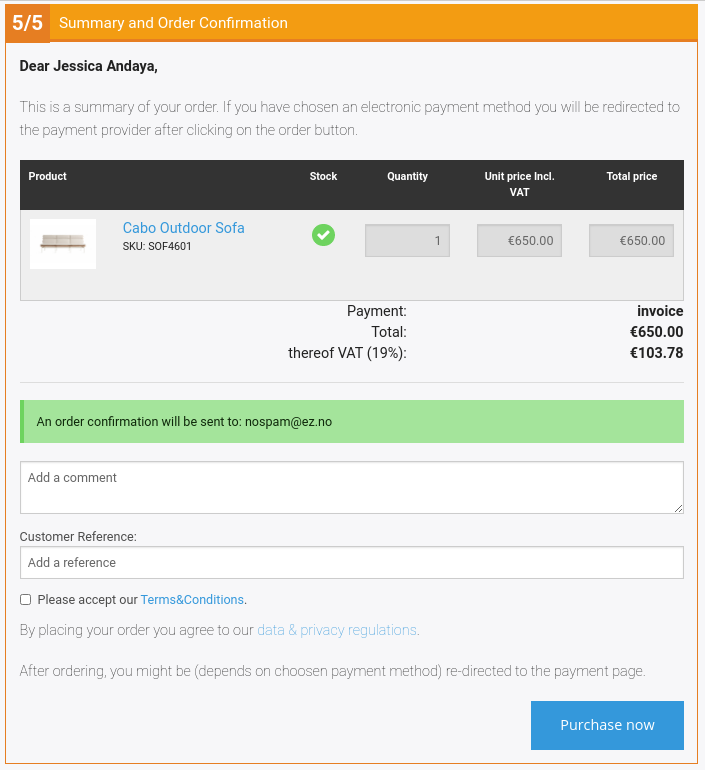 5/5 Summary and Order Confirmation
Dear Jessica Andaya,
This is a summary of your order. If you have chosen an electronic payment method you will be redirected to
the payment provider after clicking on the order button.
Product Stock Quantity Unit price Incl. VAT Total price
Cabo Outdoor Sofa 1 €650.00 €650.00
SKU: SOF4601
Payment: invoice
Total: €650.00
thereof VAT (19%): €103.78
An order confirmation will be sent to: nospam@ez.no
Add a comment
Customer Reference:
Add a reference
Please accept our Terms&Conditions.
By placing your order you agree to our data & privacy regulations.
After ordering, you might be (depends on choosen payment method) re-directed to the payment page.
Purchase now